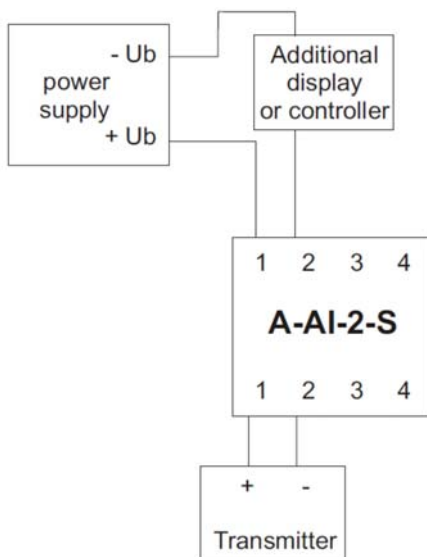 - Ub
power
supply
+ Ub
Additional
display
or controller
1 2 3 4
A-AI-2-S
1 2 3 4
+ -
Transmitter